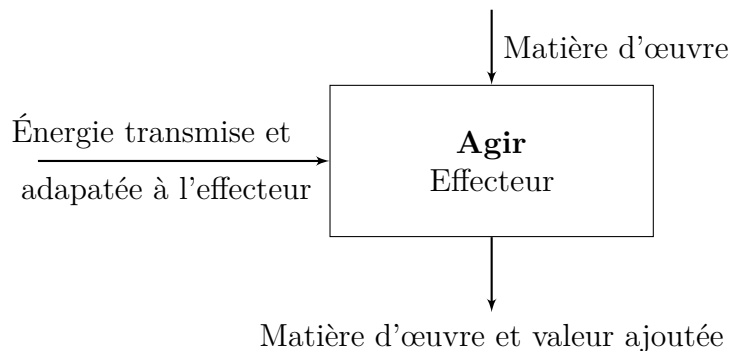 Matière d'œuvre
Énergie transmise et
adapatée à l'effecteur
Agir
Effecteur
Matière d'œuvre et valeur ajoutée